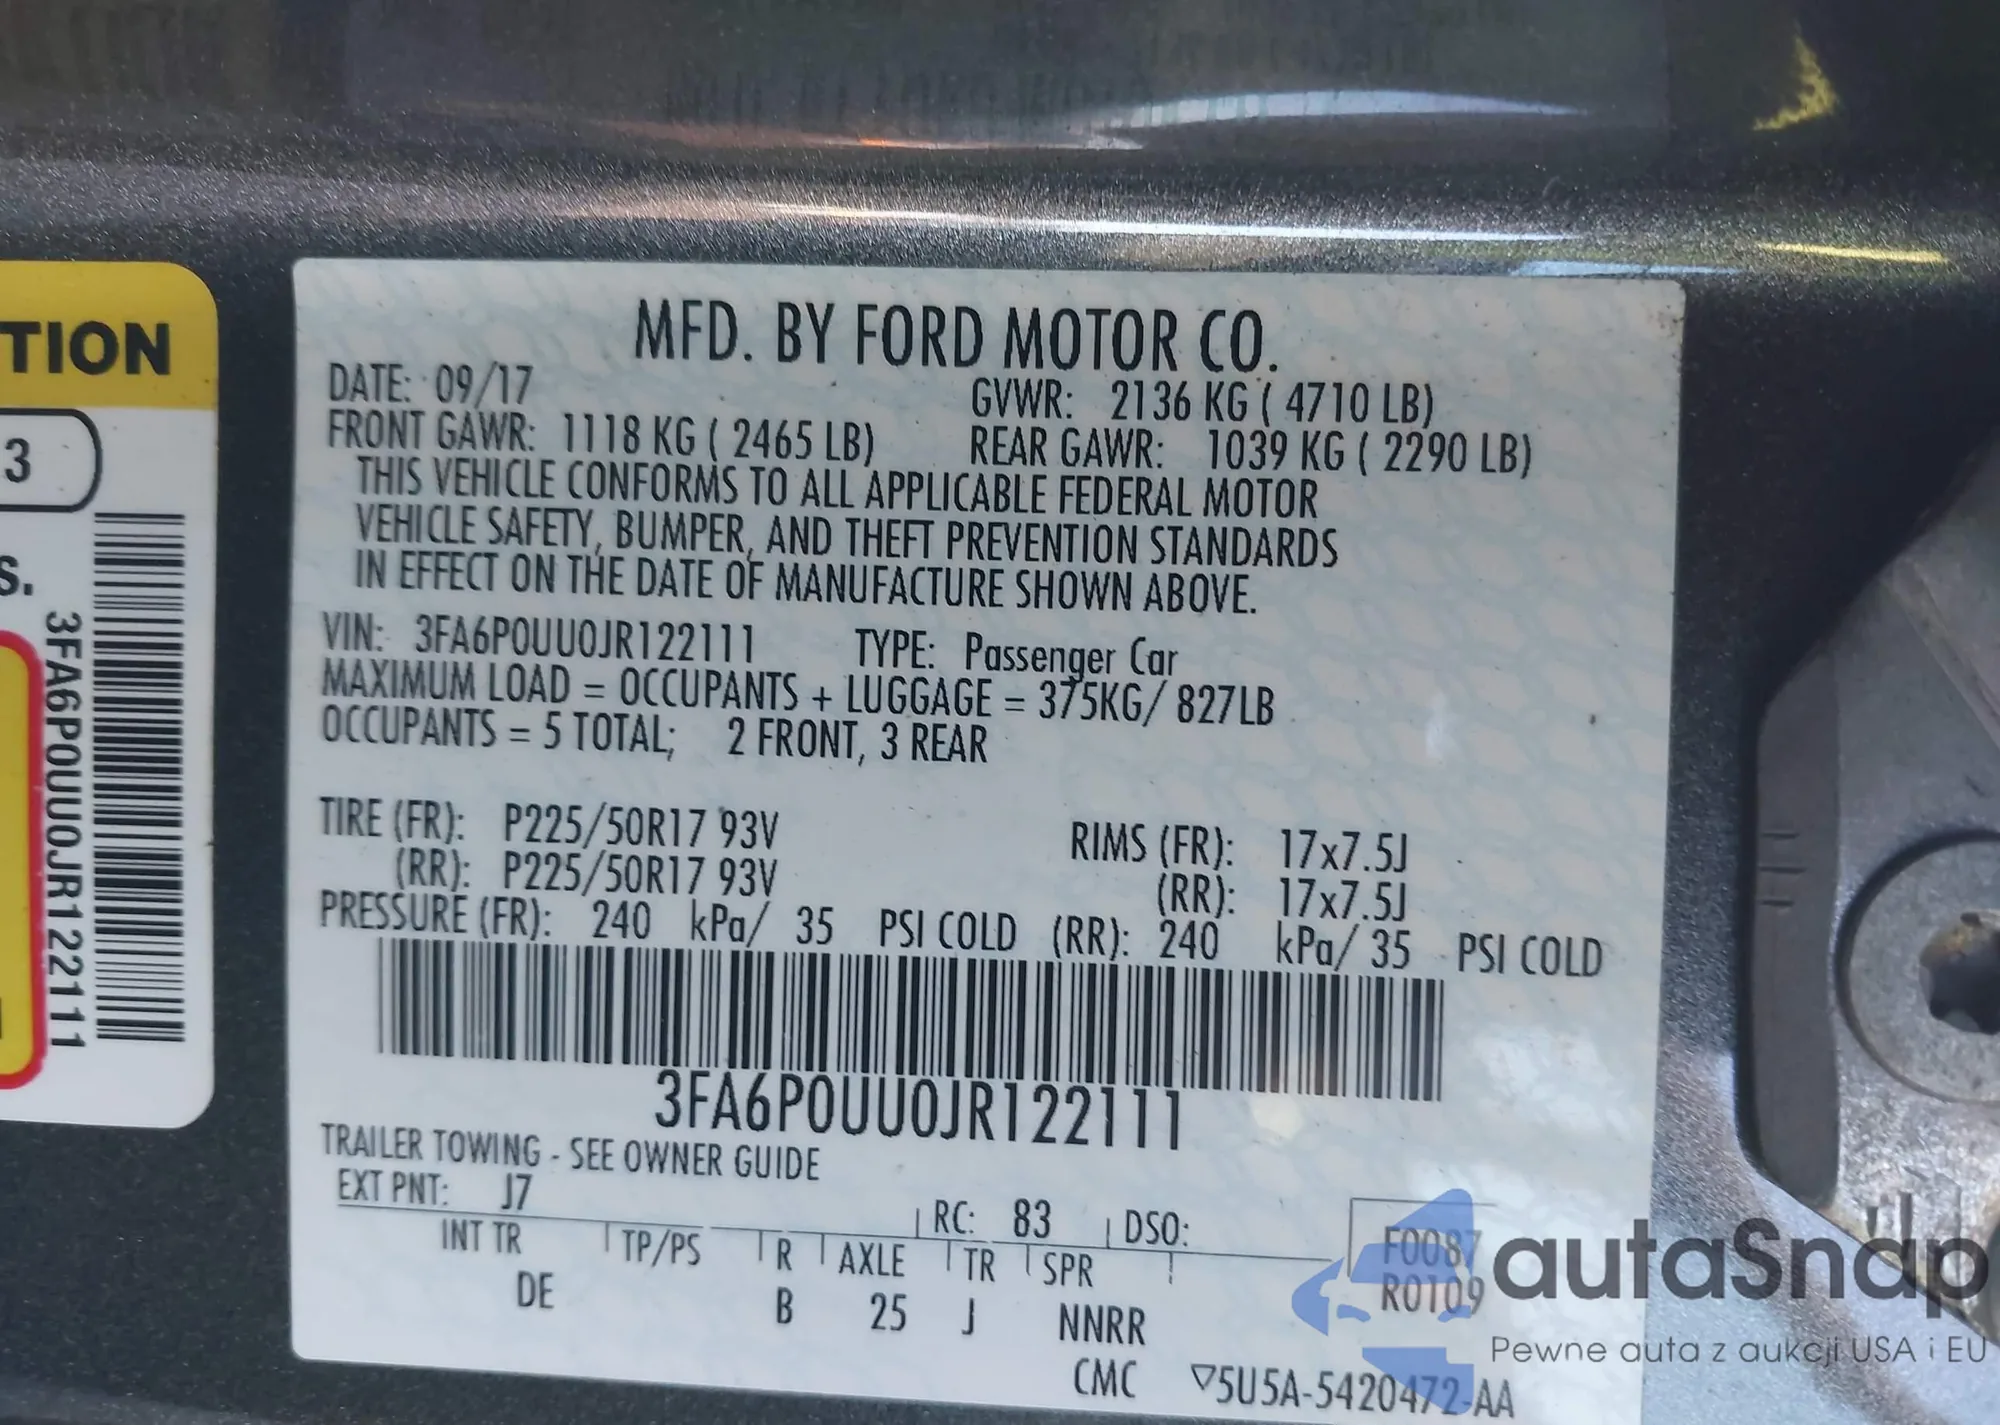 TION
3
S.
3FA6P0UU0JR122111
MFD. BY FORD MOTOR CO.
DATE: 09/17 GVWR: 2136 KG ( 4710 LB)
FRONT GAWR: 1118 KG ( 2465 LB) REAR GAWR: 1039 KG ( 2290 LB)
THIS VEHICLE CONFORMS TO ALL APPLICABLE FEDERAL MOTOR
VEHICLE SAFETY, BUMPER, AND THEFT PREVENTION STANDARDS
IN EFFECT ON THE DATE OF MANUFACTURE SHOWN ABOVE.
VIN: 3FA6P0UU0JR122111 TYPE: Passenger Car
MAXIMUM LOAD = OCCUPANTS + LUGGAGE = 375KG/ 827LB
OCCUPANTS = 5 TOTAL; 2 FRONT, 3 REAR
TIRE (FR): P225/50R17 93V RIMS (FR): 17x7.5J
(RR): P225/50R17 93V (RR): 17x7.5J
PRESSURE (FR): 240 kPa/ 35 PSI COLD (RR): 240 kPa/ 35 PSI COLD
3FA6P0UU0JR122111
TRAILER TOWING - SEE OWNER GUIDE
EXT PNT: J7 RC: 83 DSO:
INT TR TP/PS R AXLE TR SPR F0087
DE B 25 J NNRR R0109
CMC ▽5U5A-5420472-AA
autaSnap
Pewne auta z aukcji USA i EU